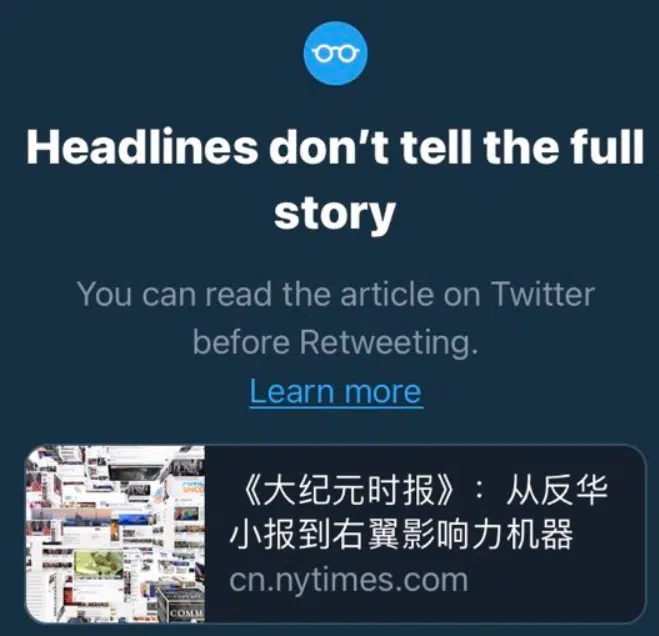 Headlines don’t tell the full
story
You can read the article on Twitter
before Retweeting.
Learn more
《大纪元时报》：从反华
小报到右翼影响力机器
cn.nytimes.com
COMM